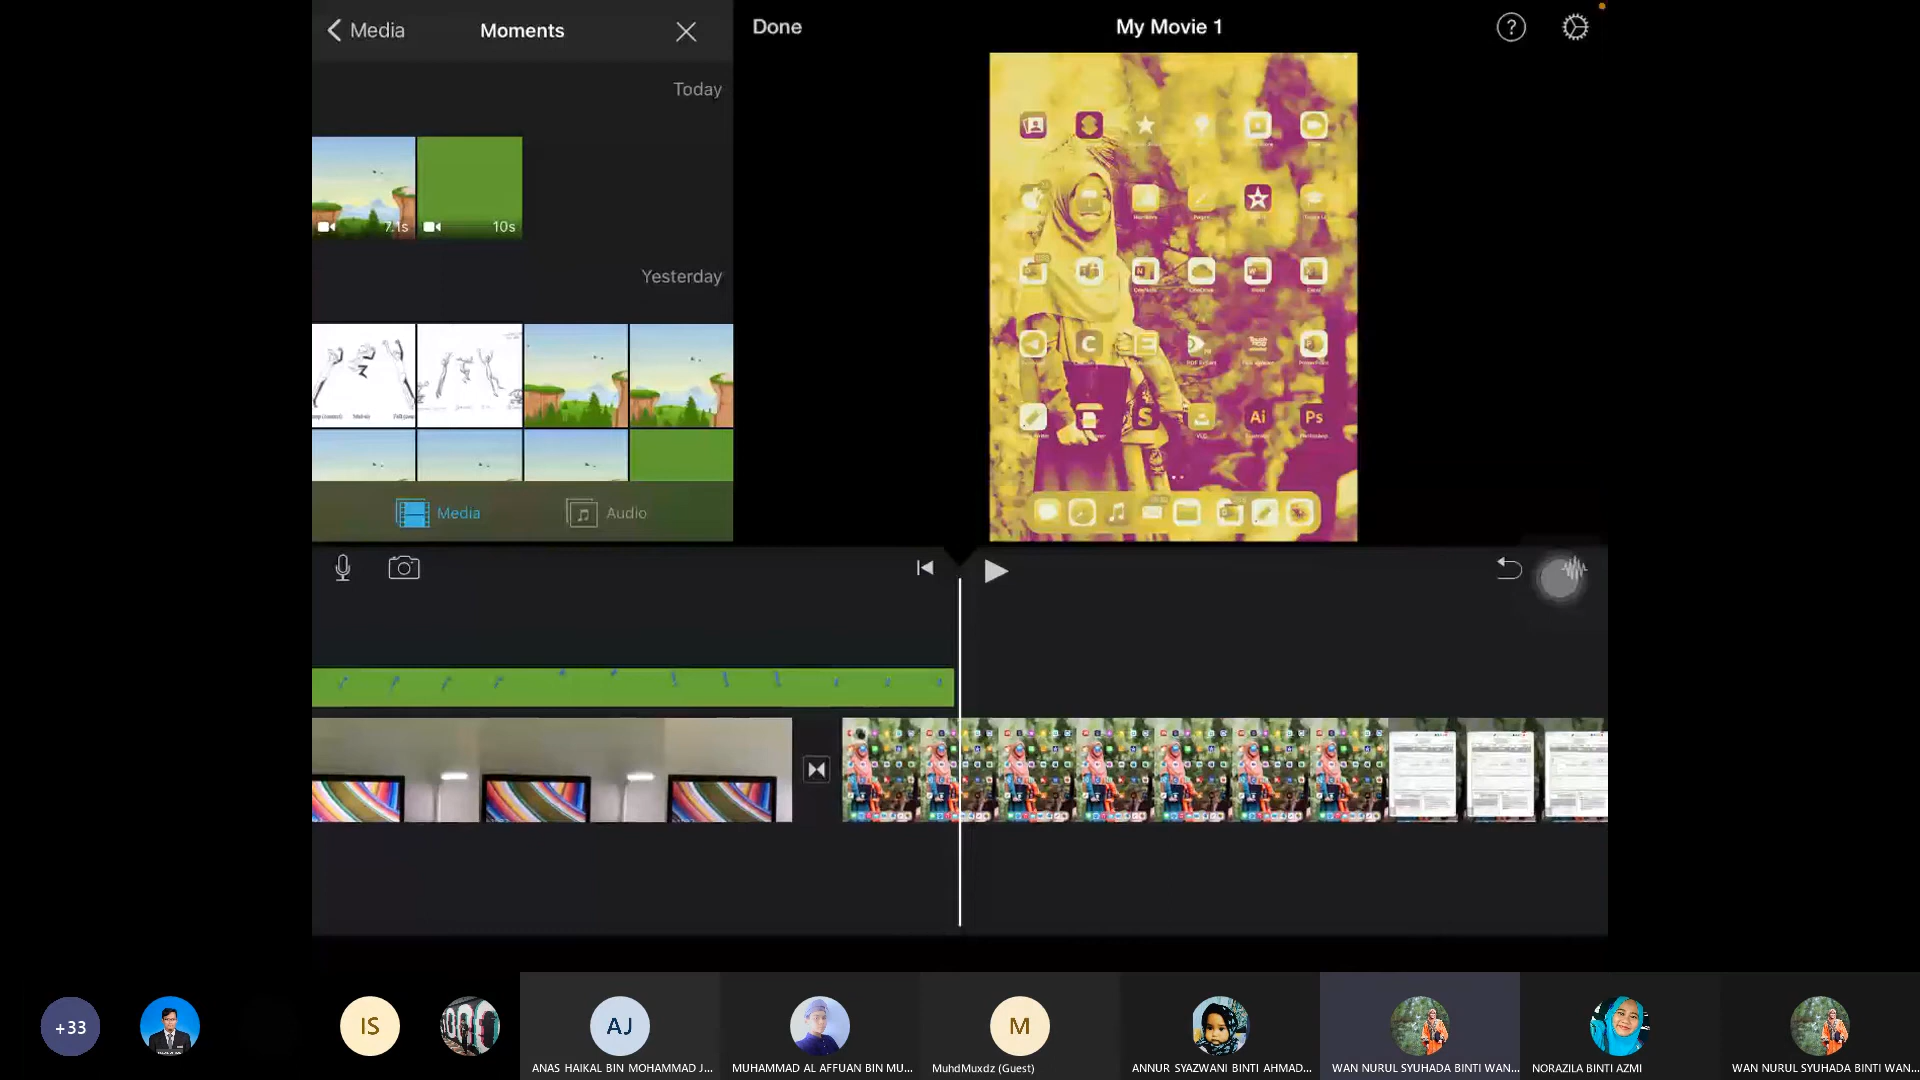 Media
Moments
Done
My Movie 1
?
Today
7.1s
10s
Yesterday
Media
Audio
C
S
Ai
Ps
+33
IS
AJ
M
ANAS HAIKAL BIN MOHAMMAD J...
MUHAMMAD AL AFFUAN BIN MU...
MuhdMuxdz (Guest)
ANNUR SYAZWANI BINTI AHMAD...
WAN NURUL SYUHADA BINTI WAN...
NORAZILA BINTI AZMI
WAN NURUL SYUHADA BINTI WAN...